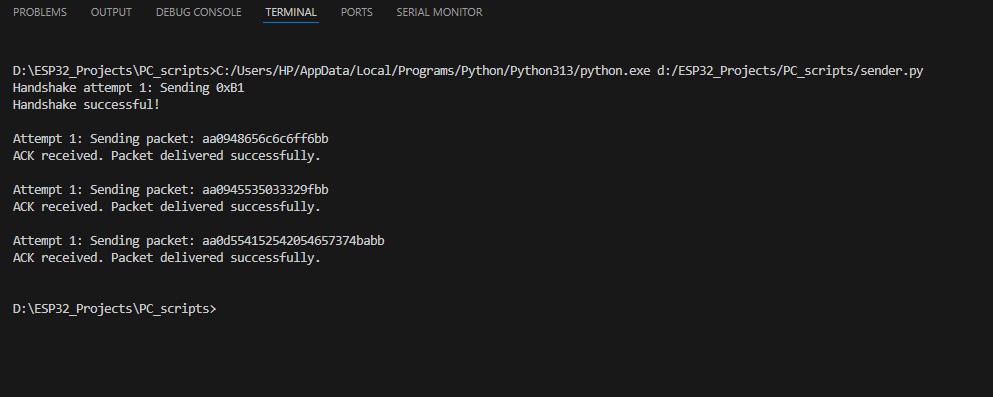 PROBLEMS OUTPUT DEBUG CONSOLE TERMINAL PORTS SERIAL MONITOR
D:\ESP32_Projects\PC_scripts>C:/Users/HP/AppData/Local/Programs/Python/Python313/python.exe d:/ESP32_Projects/PC_scripts/sender.py
Handshake attempt 1: Sending 0xB1
Handshake successful!
Attempt 1: Sending packet: aa0948656c6c6ff6bb
ACK received. Packet delivered successfully.
Attempt 1: Sending packet: aa0945535033329fbb
ACK received. Packet delivered successfully.
Attempt 1: Sending packet: aa0d554152542054657374babb
ACK received. Packet delivered successfully.
D:\ESP32_Projects\PC_scripts>